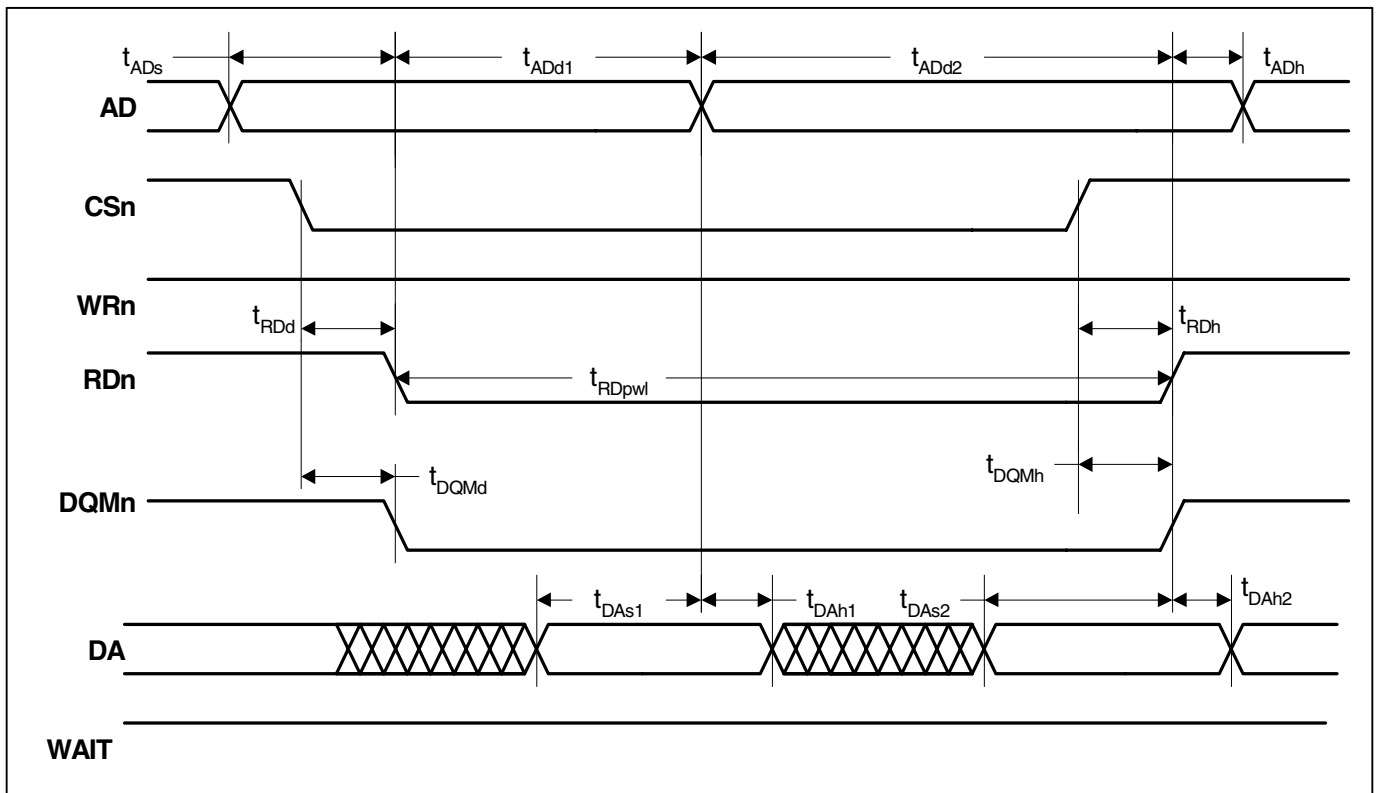 tADs
tADd1
tADd2
tADh
AD
CSn
WRn
tRDd
tRDh
RDn
tRDpwl
tDQMd
tDQMh
DQMn
tDAs1
tDAh1
tDAs2
tDAh2
DA
WAIT